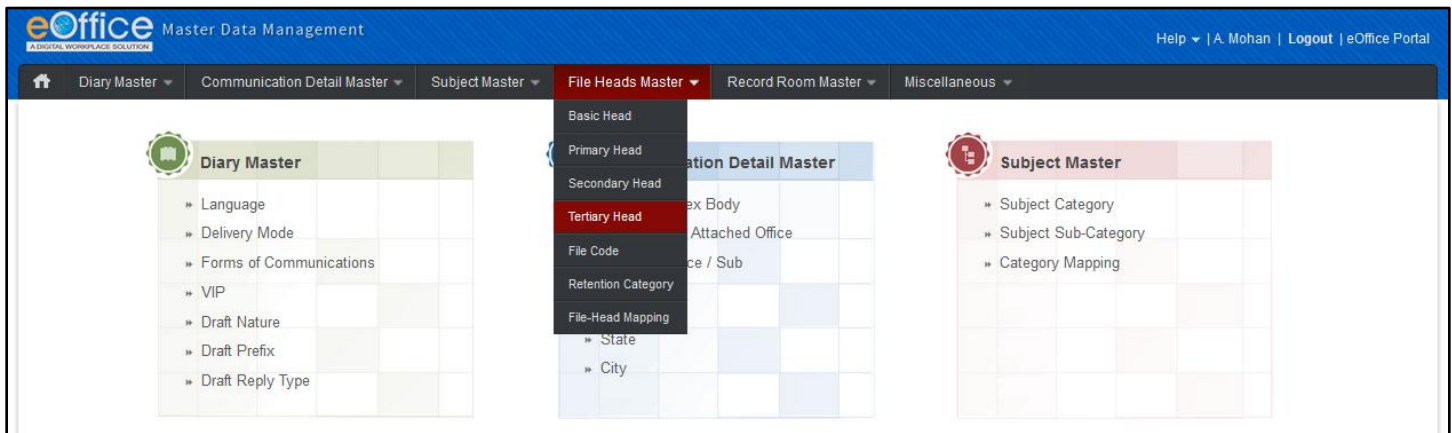 eOffice Master Data Management
A DIGITAL WORKPLACE SOLUTION
Help | A. Mohan | Logout | eOffice Portal
Diary Master Communication Detail Master Subject Master File Heads Master Record Room Master Miscellaneous
Basic Head
Primary Head
Secondary Head
Tertiary Head
File Code
Retention Category
File-Head Mapping
Diary Master
» Language
» Delivery Mode
» Forms of Communications
» VIP
» Draft Nature
» Draft Prefix
» Draft Reply Type
Detail Master
Body
Attached Office
/ Sub
» State
» City
Subject Master
» Subject Category
» Subject Sub-Category
» Category Mapping